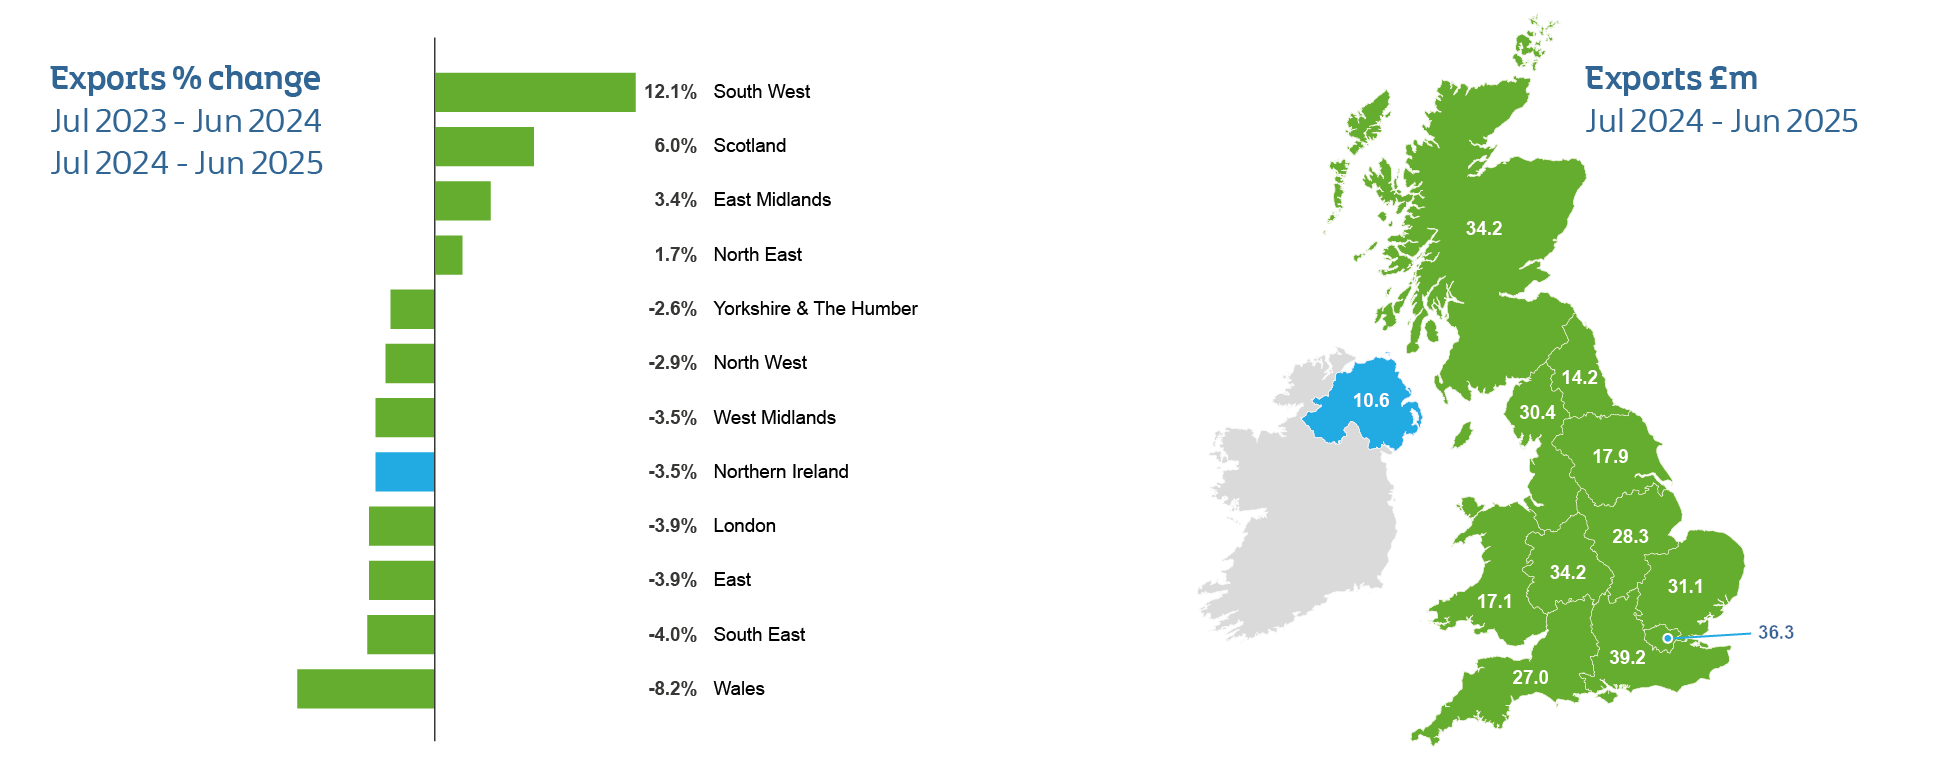 Exports % change
Jul 2023 - Jun 2024
Jul 2024 - Jun 2025
12.1% South West
6.0% Scotland
3.4% East Midlands
1.7% North East
-2.6% Yorkshire & The Humber
-2.9% North West
-3.5% West Midlands
-3.5% Northern Ireland
-3.9% London
-3.9% East
-4.0% South East
-8.2% Wales
Exports £m
Jul 2024 - Jun 2025
34.2
14.2
10.6
30.4
17.9
28.3
34.2
31.1
17.1
36.3
39.2
27.0